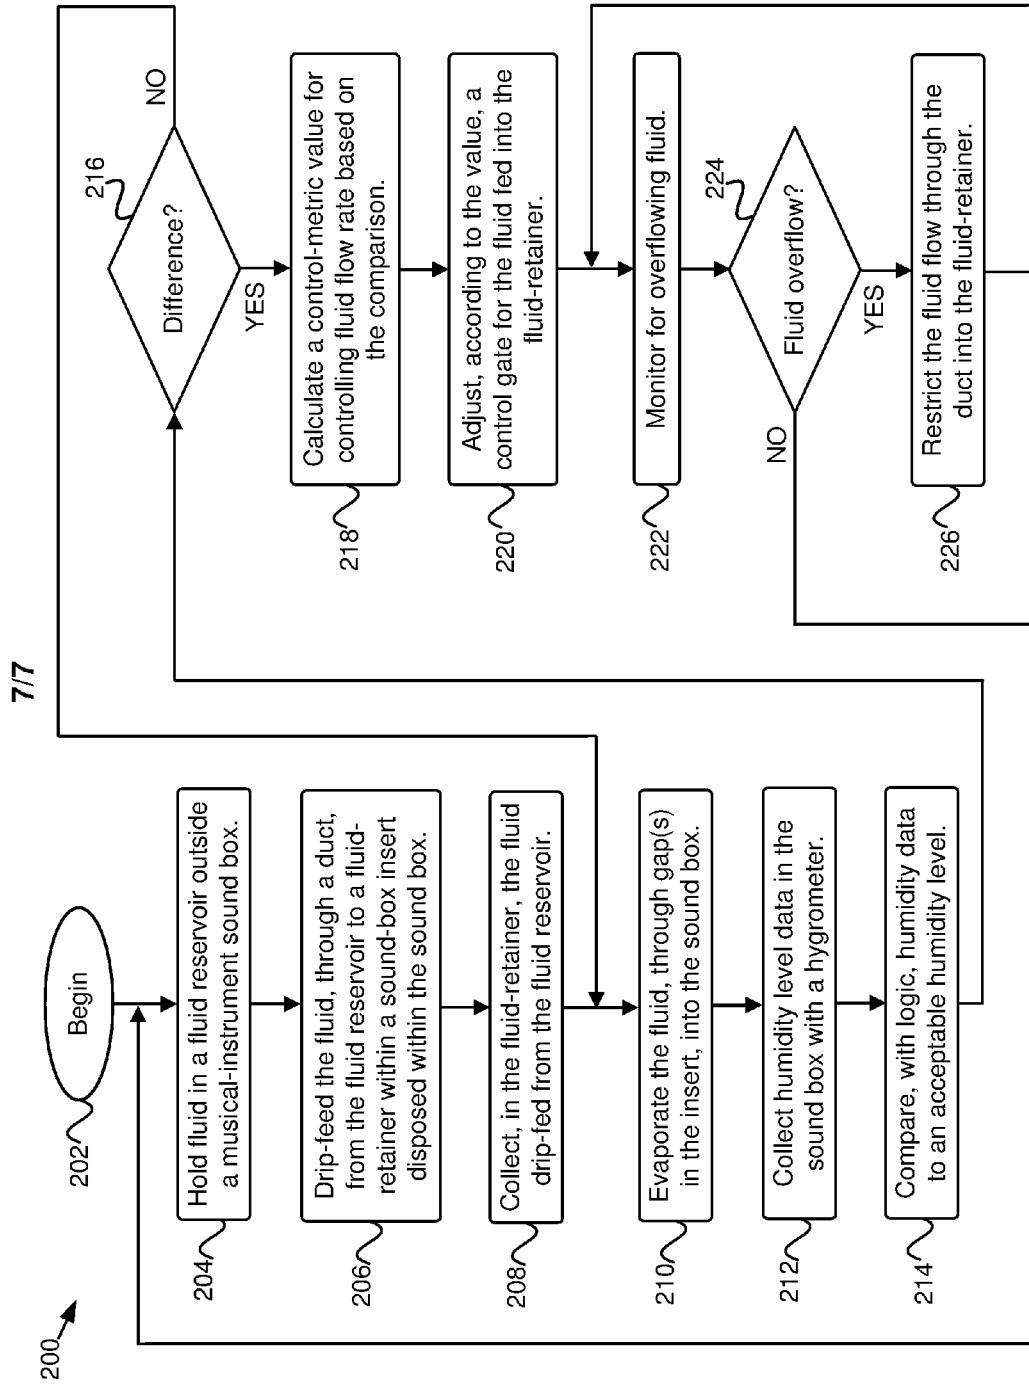 7/7
200
202
Begin
204
Hold fluid in a fluid reservoir outside
a musical-instrument sound box.
206
Drip-feed the fluid, through a duct,
from the fluid reservoir to a fluid-
retainer within a sound-box insert
disposed within the sound box.
208
Collect, in the fluid-retainer, the fluid
drip-fed from the fluid reservoir.
210
Evaporate the fluid, through gap(s)
in the insert, into the sound box.
212
Collect humidity level data in the
sound box with a hygrometer.
214
Compare, with logic, humidity data
to an acceptable humidity level.
216
Difference?
NO
YES
218
Calculate a control-metric value for
controlling fluid flow rate based on
the comparison.
220
Adjust, according to the value, a
control gate for the fluid fed into the
fluid-retainer.
222
Monitor for overflowing fluid.
224
Fluid overflow?
NO
YES
226
Restrict the fluid flow through the
duct into the fluid-retainer.